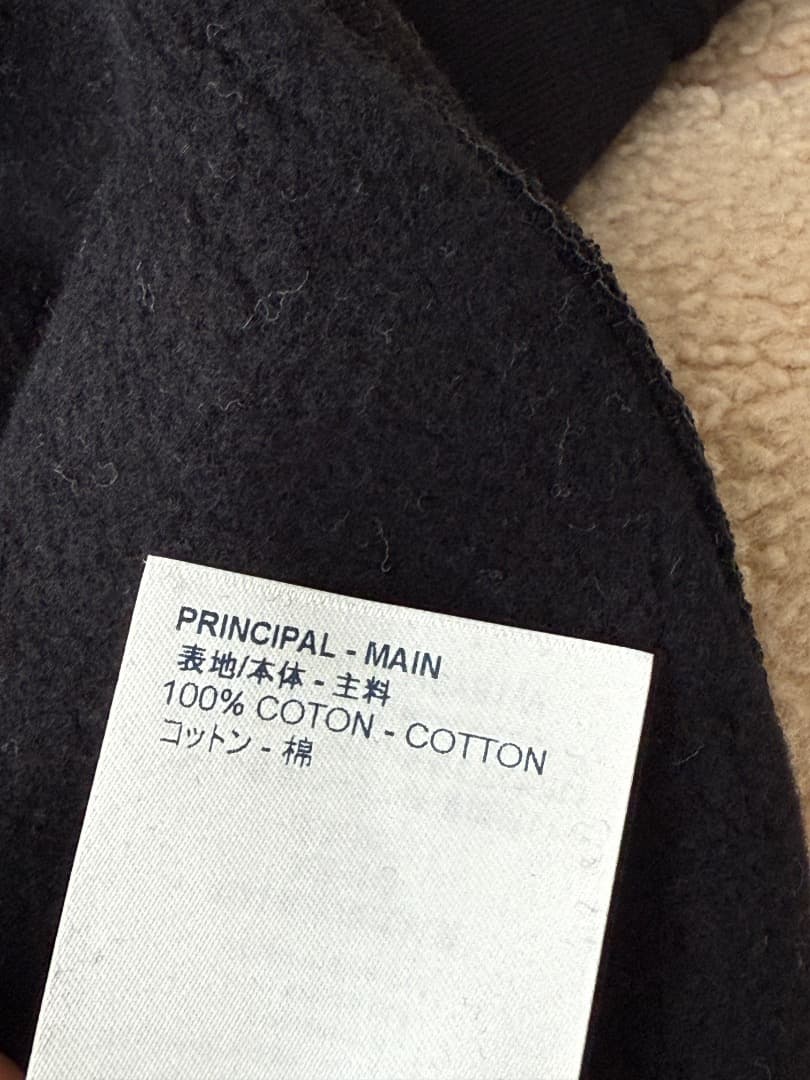 PRINCIPAL - MAIN
表地/本体 - 主料
100% COTON - COTTON
コットン - 棉